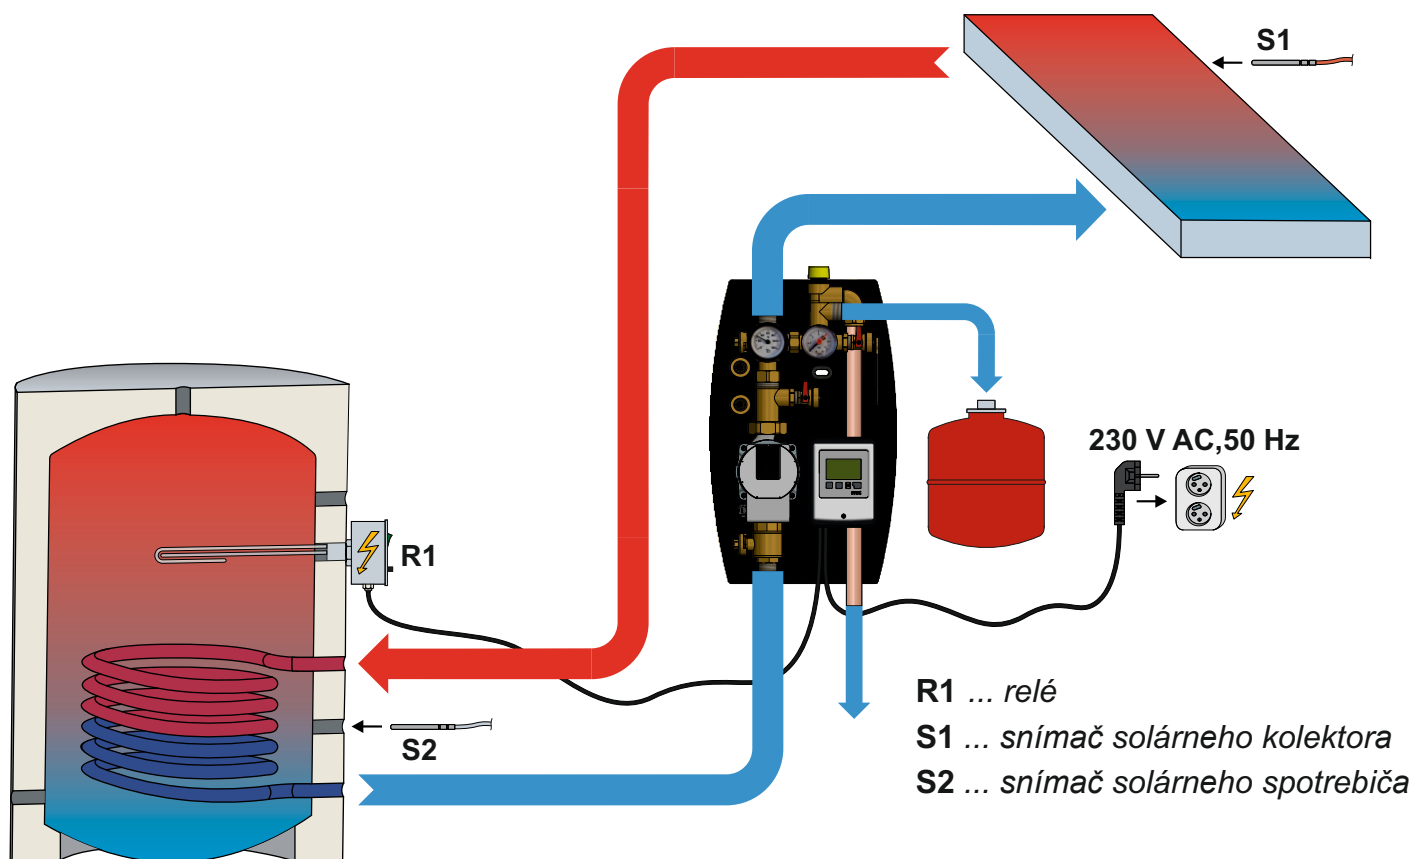 S1
230 V AC,50 Hz
R1
S2
R1 ... relé
S1 ... snímač solárneho kolektora
S2 ... snímač solárneho spotrebiča